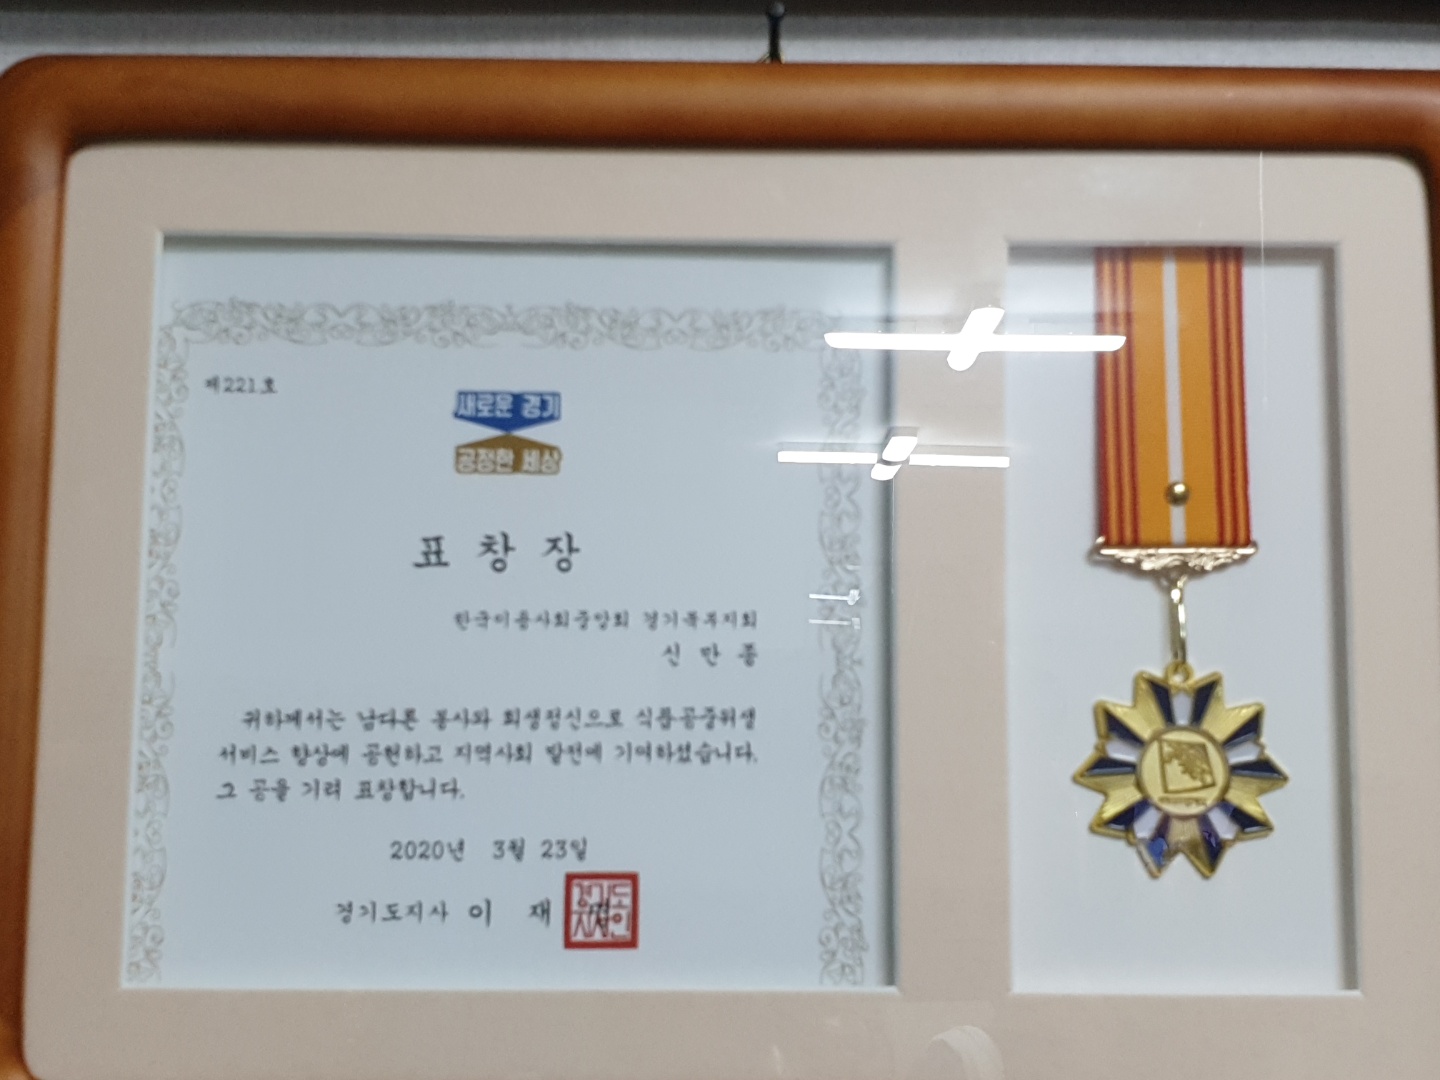 제221호
새로운 경기
공정한 세상
표 창 장
한국이용사회중앙회 경기북부지회
신 만 종
귀하께서는 남다른 봉사와 희생정신으로 식품공중위생
서비스 향상에 공헌하고 지역사회 발전에 기여하셨습니다.
그 공을 기려 표창합니다.
2020년 3월 23일
경기도지사 이 재 명